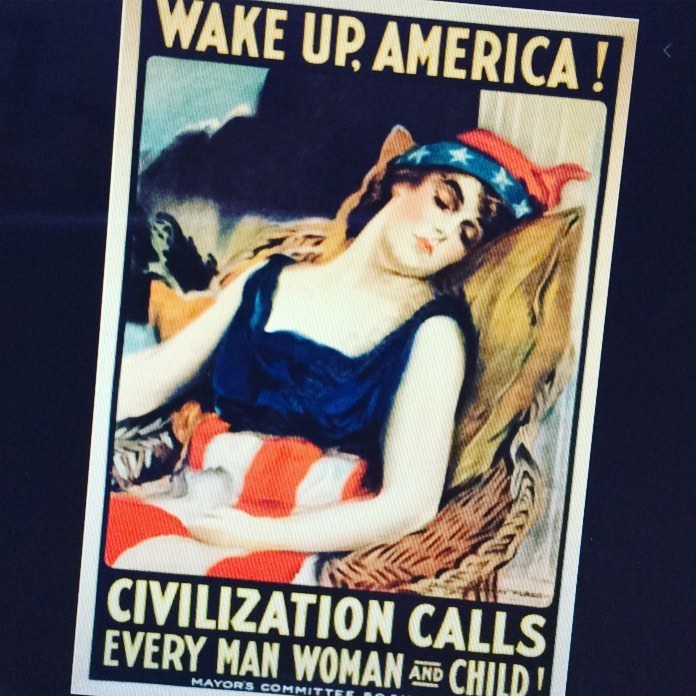 WAKE UP, AMERICA!
CIVILIZATION CALLS
EVERY MAN WOMAN AND CHILD!
MAYOR'S COMMITTEE